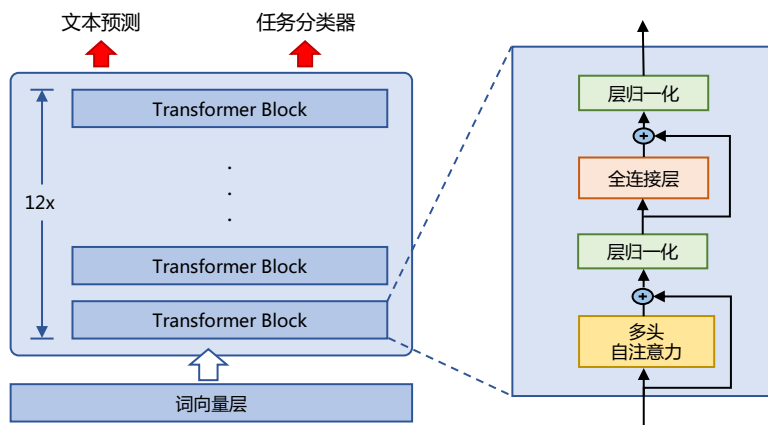 文本预测
任务分类器
Transformer Block
12x
Transformer Block
Transformer Block
词向量层
层归一化
全连接层
层归一化
多头
自注意力